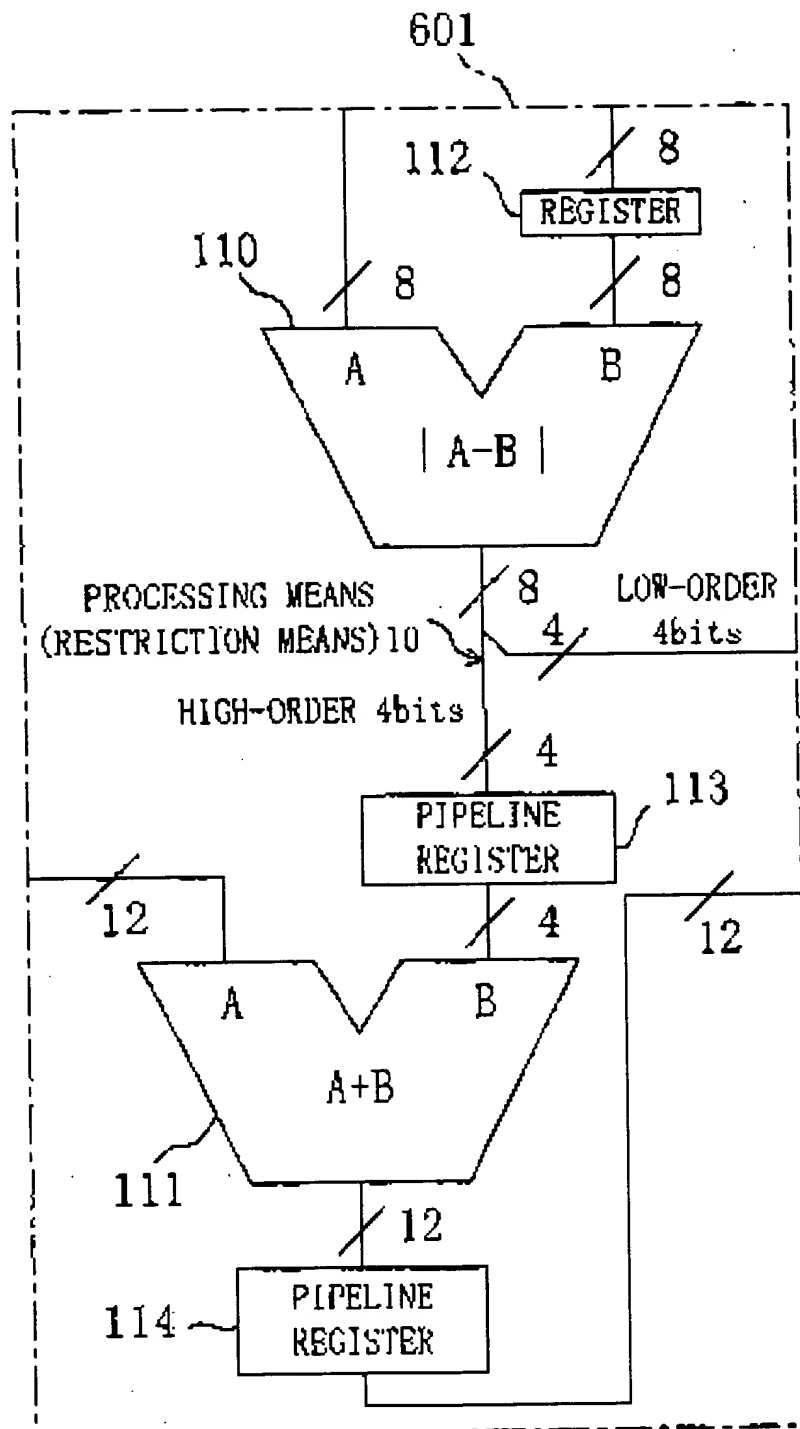 601
8
112
REGISTER
110
8
8
A
B
| A-B |
8
PROCESSING MEANS
(RESTRICTION MEANS)10
LOW-ORDER
4bits
4
HIGH-ORDER 4bits
4
113
PIPELINE
REGISTER
12
4
12
A
B
A+B
111
12
114
PIPELINE
REGISTER